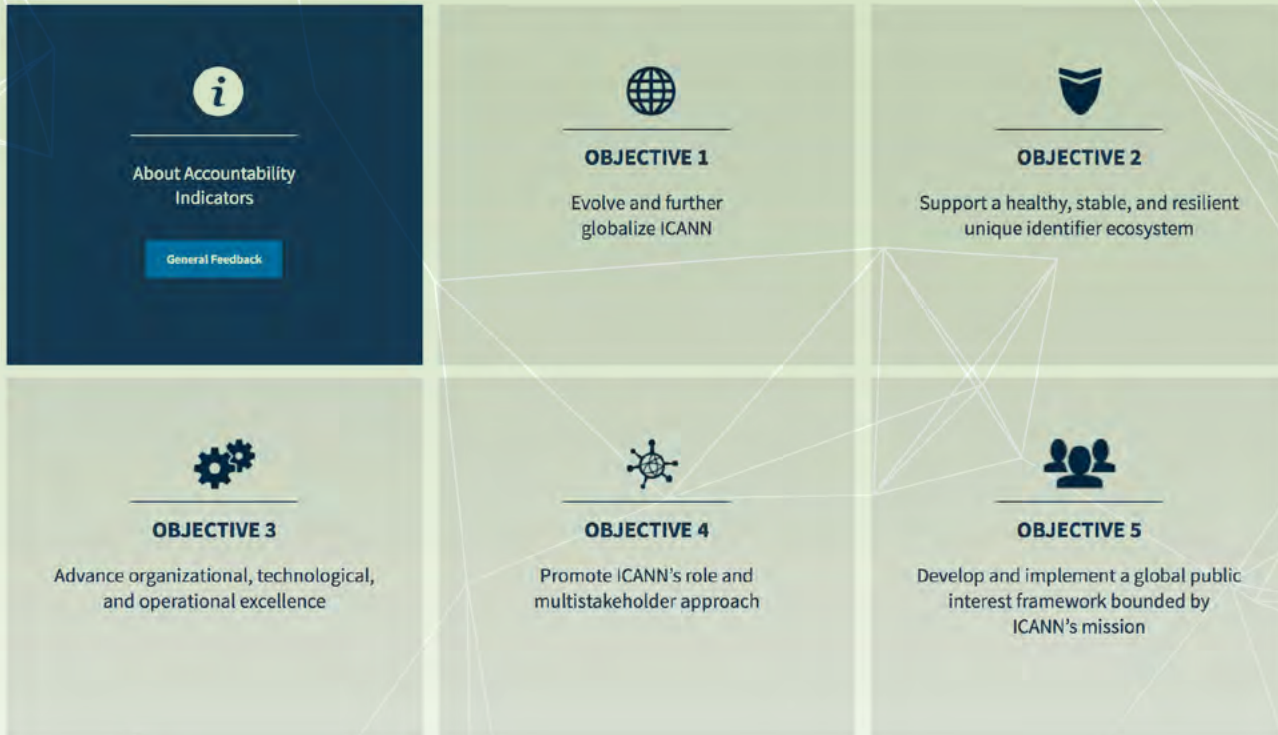 i
About Accountability
Indicators
General Feedback
OBJECTIVE 1
Evolve and further
globalize ICANN
OBJECTIVE 2
Support a healthy, stable, and resilient
unique identifier ecosystem
OBJECTIVE 3
Advance organizational, technological,
and operational excellence
OBJECTIVE 4
Promote ICANN's role and
multistakeholder approach
OBJECTIVE 5
Develop and implement a global public
interest framework bounded by
ICANN's mission